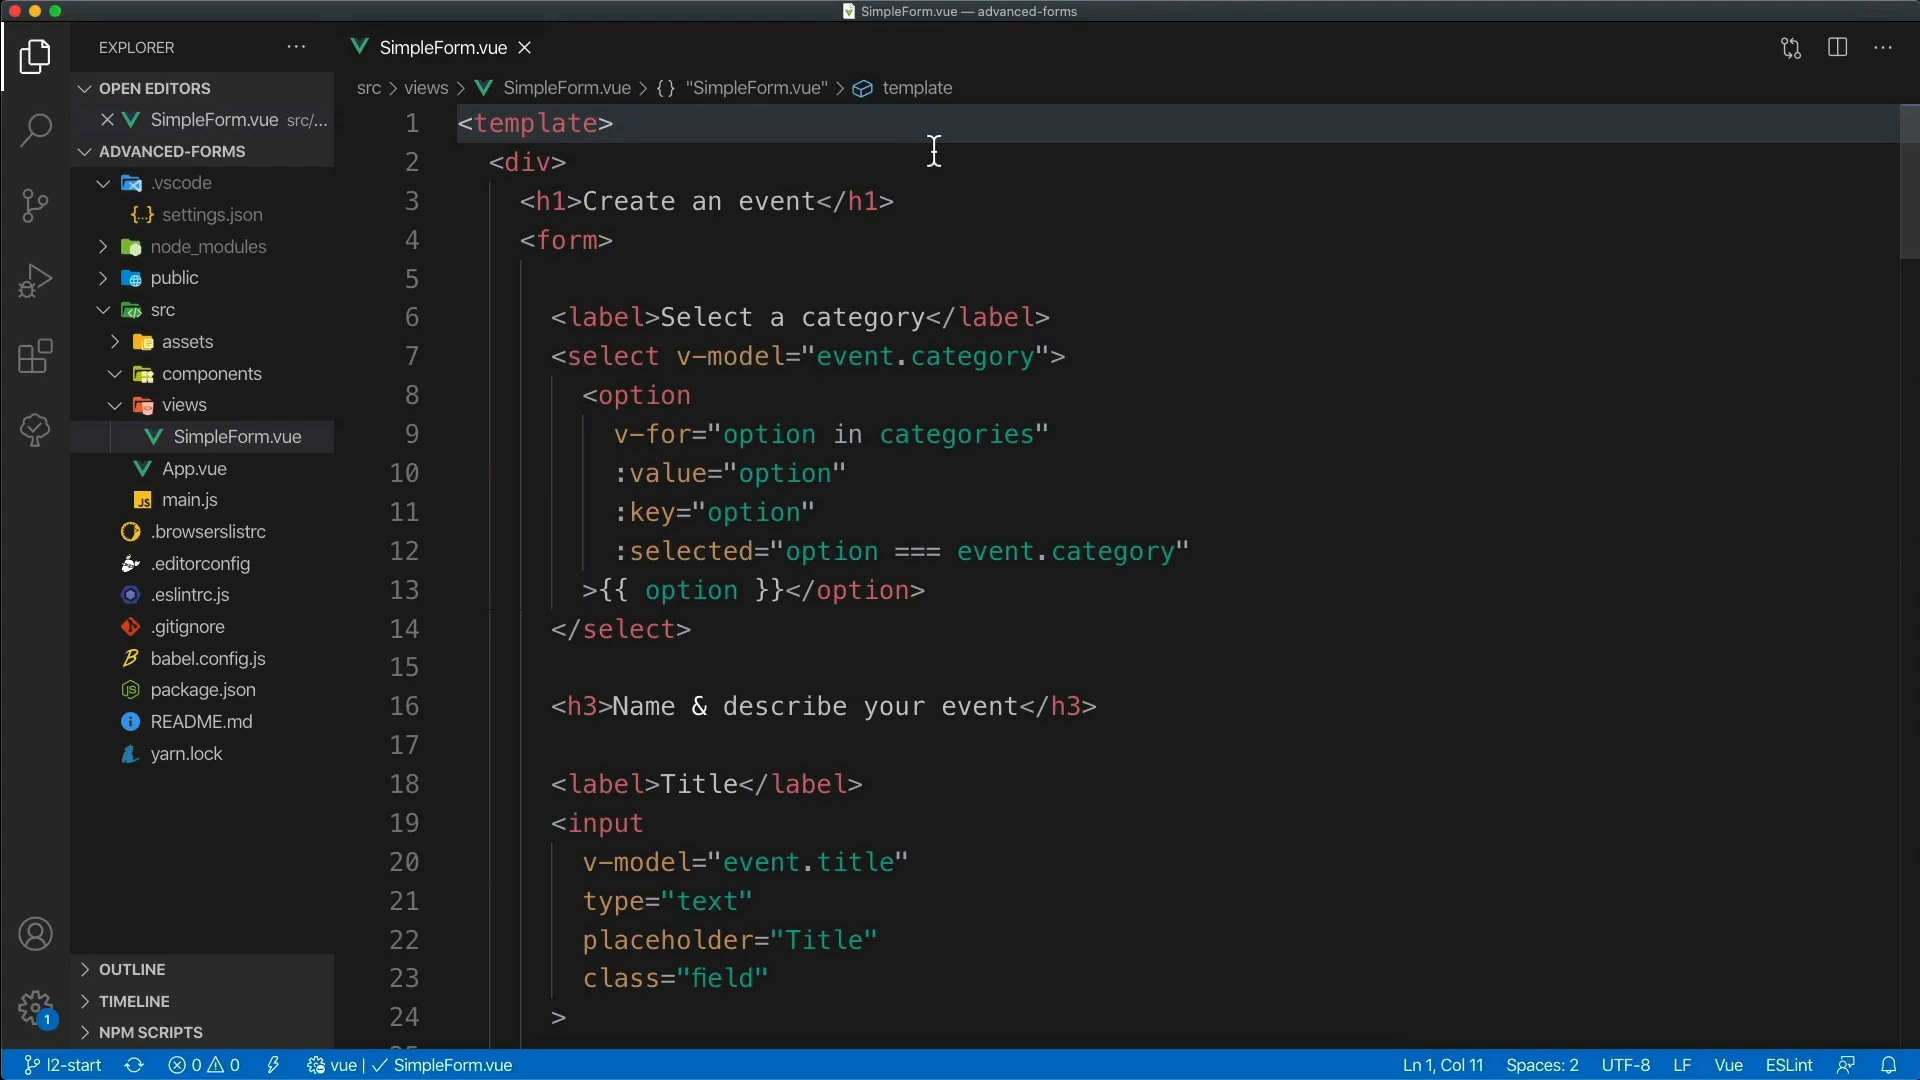 SimpleForm.vue — advanced-forms
EXPLORER
SimpleForm.vue
OPEN EDITORS
SimpleForm.vue src/...
ADVANCED-FORMS
.vscode
settings.json
node_modules
public
src
assets
components
views
SimpleForm.vue
App.vue
main.js
.browserslistrc
.editorconfig
.eslintrc.js
.gitignore
babel.config.js
package.json
README.md
yarn.lock
OUTLINE
TIMELINE
NPM SCRIPTS
1
src > views > SimpleForm.vue > {} "SimpleForm.vue" > template
1 <template>
2 <div>
3 <h1>Create an event</h1>
4 <form>
5
6 <label>Select a category</label>
7 <select v-model="event.category">
8 <option
9 v-for="option in categories"
10 :value="option"
11 :key="option"
12 :selected="option === event.category"
13 >{{ option }}</option>
14 </select>
15
16 <h3>Name & describe your event</h3>
17
18 <label>Title</label>
19 <input
20 v-model="event.title"
21 type="text"
22 placeholder="Title"
23 class="field"
24 >
l2-start 0 0 vue | ✓ SimpleForm.vue Ln 1, Col 11 Spaces: 2 UTF-8 LF Vue ESLint